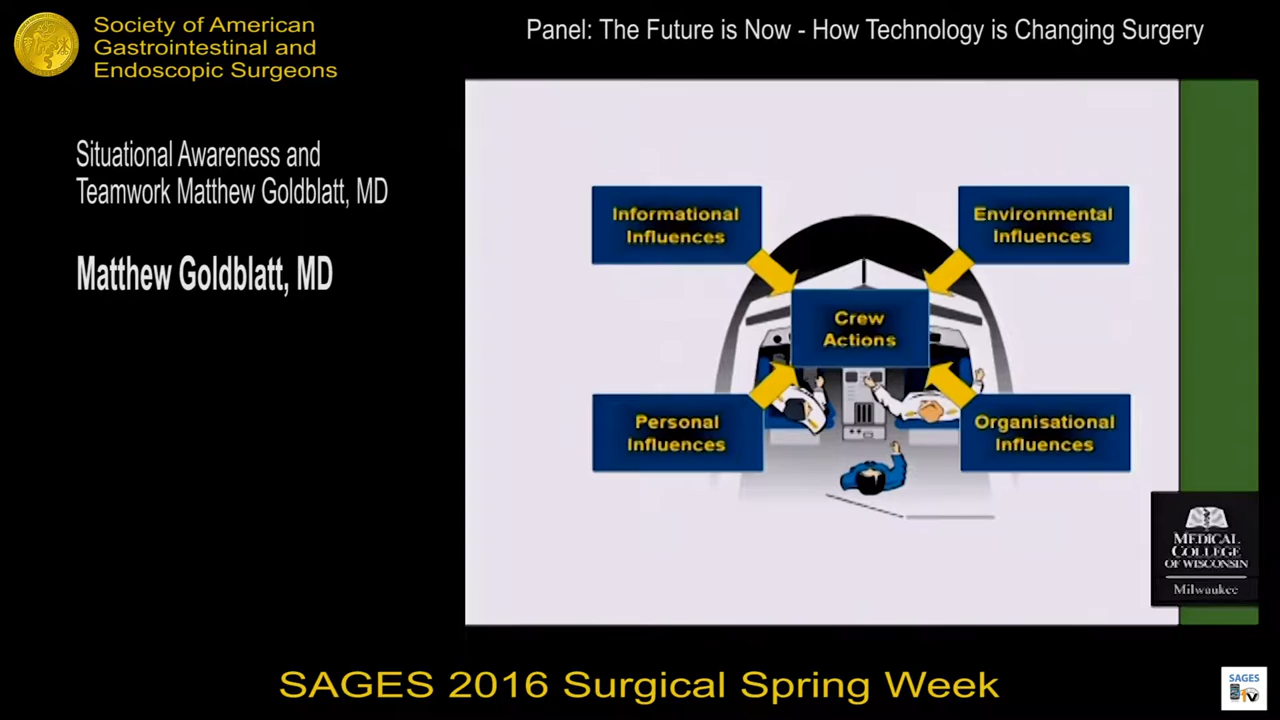 Society of American
Gastrointestinal and
Endoscopic Surgeons
Panel: The Future is Now - How Technology is Changing Surgery
Situational Awareness and
Teamwork Matthew Goldblatt, MD
Matthew Goldblatt, MD
Informational
Influences
Environmental
Influences
Crew
Actions
Personal
Influences
Organisational
Influences
MEDICAL
COLLEGE
OF WISCONSIN
Milwaukee
SAGES 2016 Surgical Spring Week
SAGES
TV